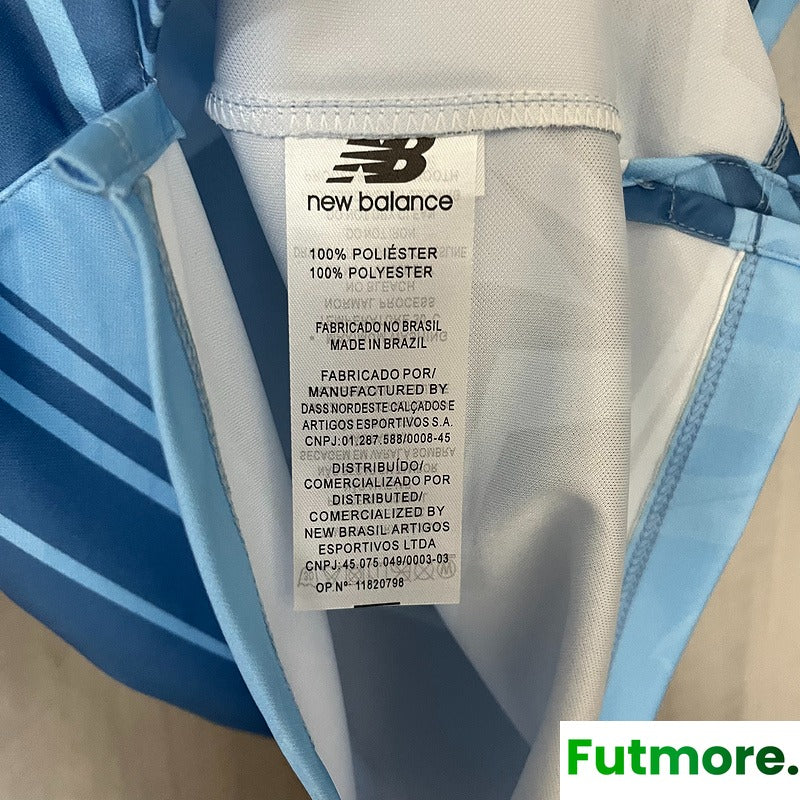 NB
new balance
100% POLIÉSTER
100% POLYESTER
FABRICADO NO BRASIL
MADE IN BRAZIL
FABRICADO POR/
MANUFACTURED BY
DASS NORDESTE CALÇADOS E
ARTIGOS ESPORTIVOS S.A.
CNPJ:01.287.588/0008-45
DISTRIBUÍDO/
COMERCIALIZADO POR
DISTRIBUTED/
COMERCIALIZED BY
NEW BRASIL ARTIGOS
ESPORTIVOS LTDA
CNPJ:45.075.049/0003-03
OP.Nº 11820798
Futmore.